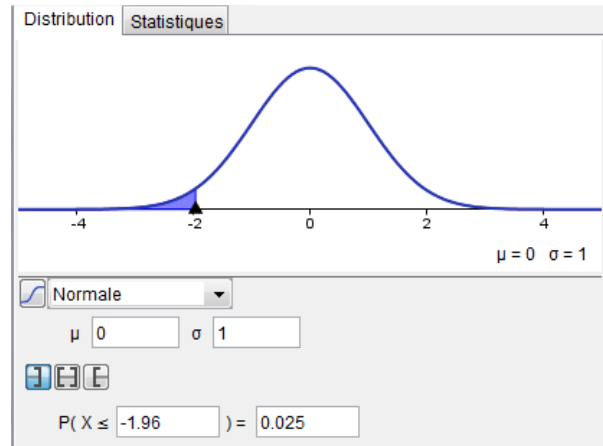 Distribution Statistiques
-4 -2 0 2 4
μ = 0 σ = 1
Normale
μ 0 σ 1
P( X ≤ -1.96 ) = 0.025